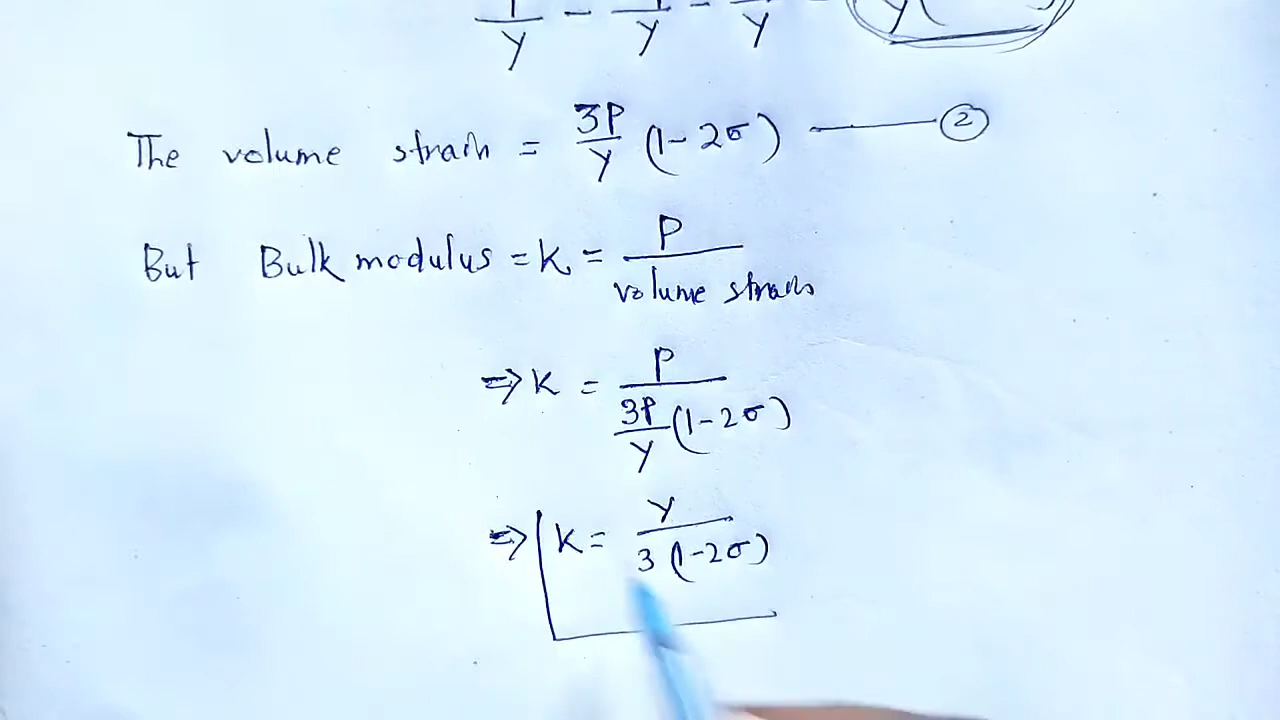 Y - Y - Y Y(
The volume strain = 3P/Y (1-2σ) —— ②
But Bulk modulus = K = P/volume strain
⇒ K = P/(3P/Y (1-2σ))
⇒ K = Y/3(1-2σ)